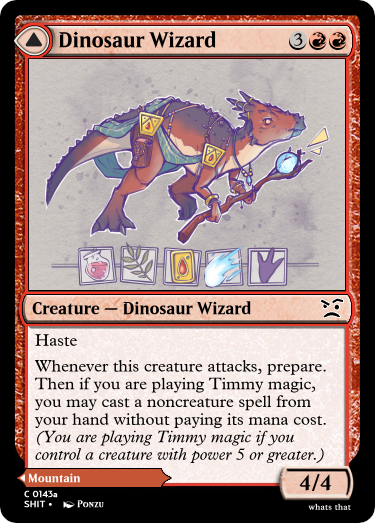 Dinosaur Wizard 3
Creature — Dinosaur Wizard
Haste
Whenever this creature attacks, prepare.
Then if you are playing Timmy magic,
you may cast a noncreature spell from
your hand without paying its mana cost.
(You are playing Timmy magic if you
control a creature with power 5 or greater.)
Mountain
4/4
C 0143a
SHIT • Ponzu
whats that